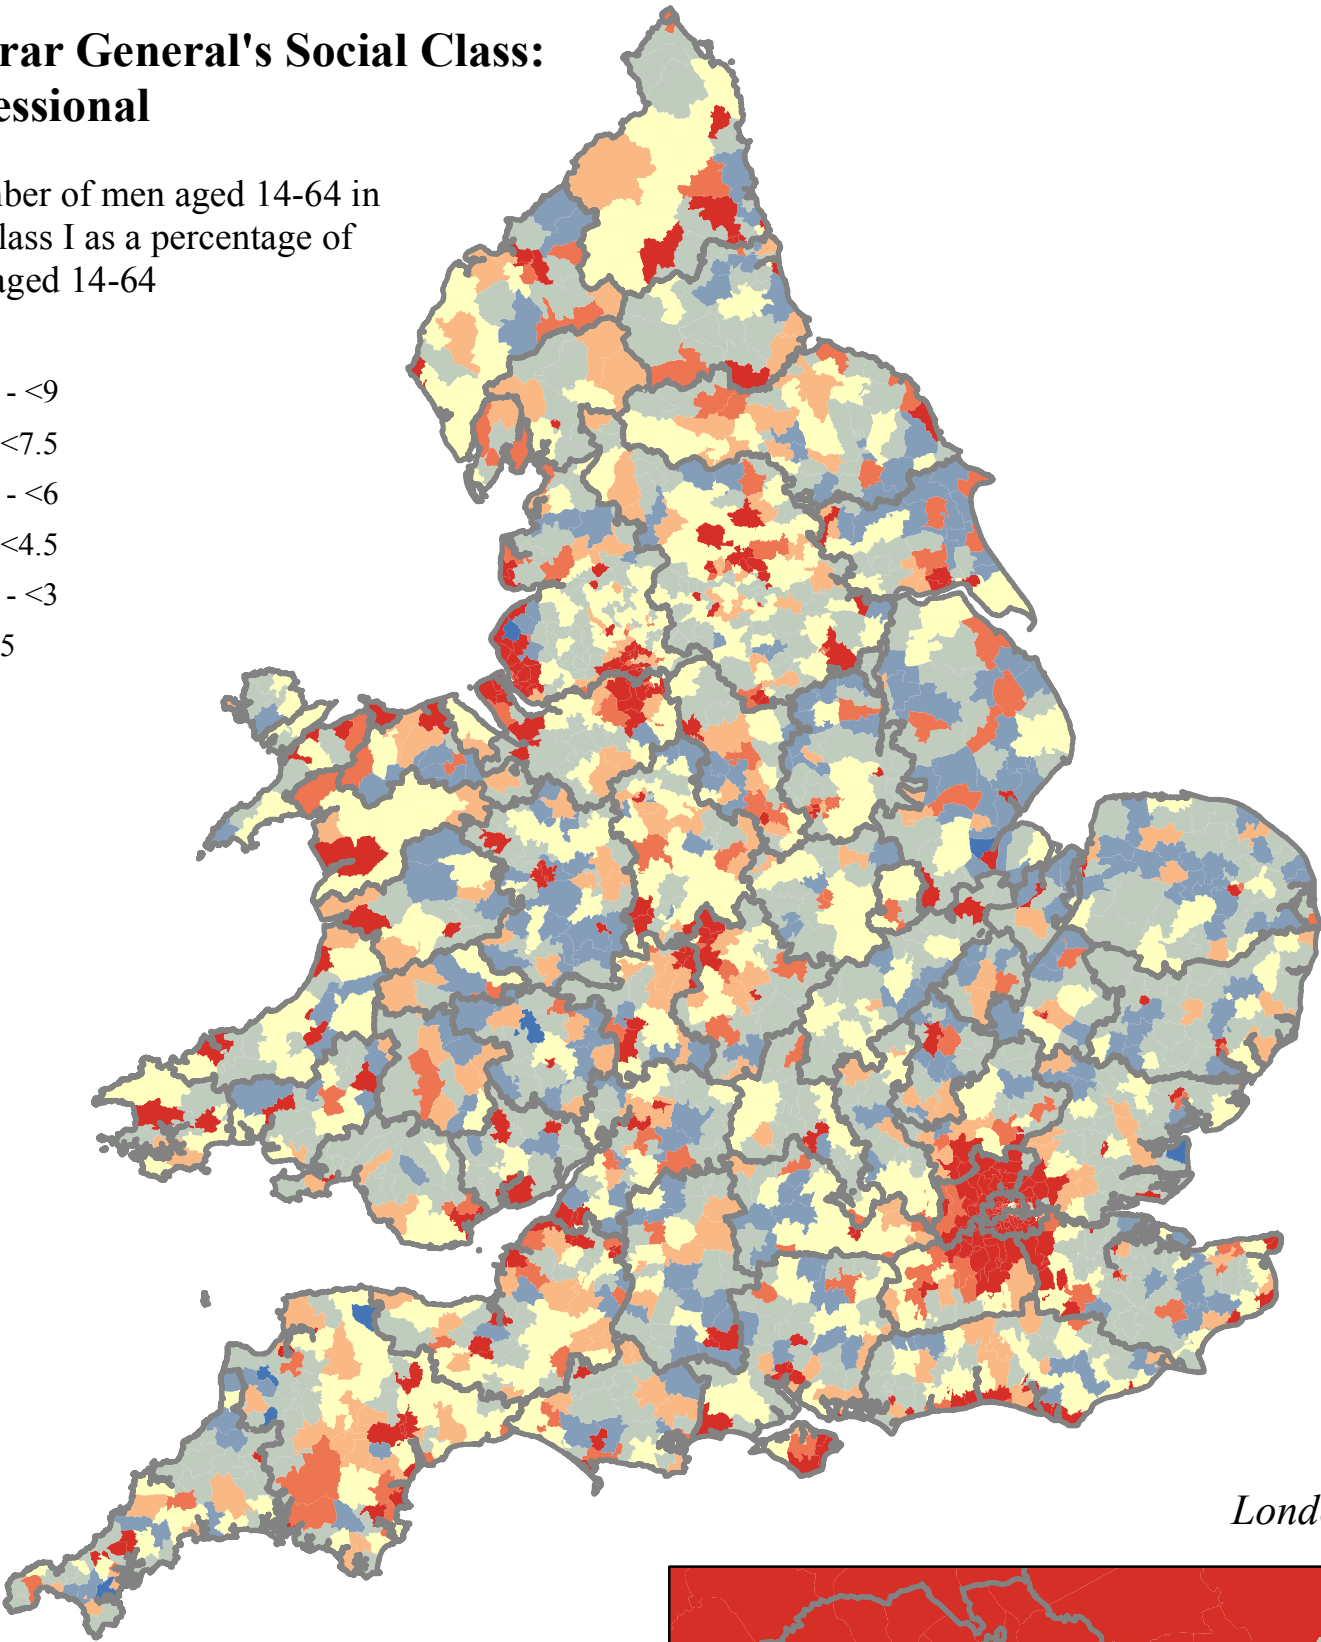 rar General's Social Class:
essional
ber of men aged 14-64 in
lass I as a percentage of
aged 14-64
- <9
<7.5
- <6
<4.5
- <3
5
Lond